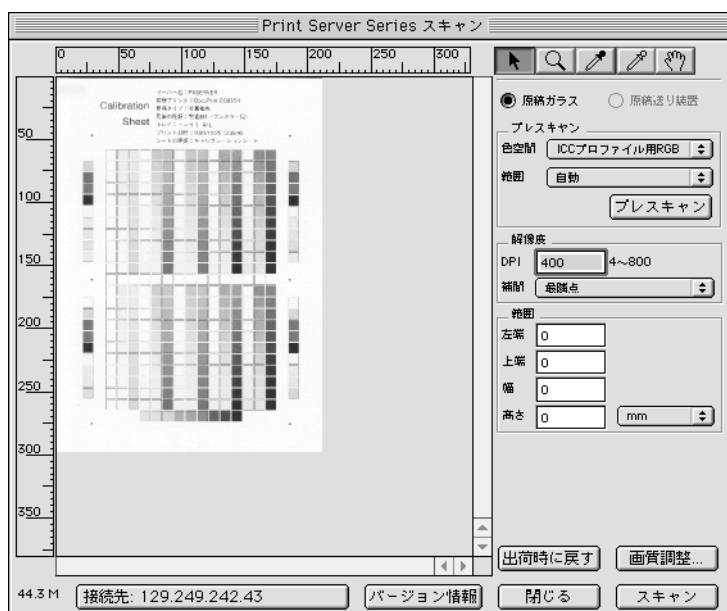 Print Server Series スキャン
0 50 100 150 200 250 300
50
100
150
200
250
300
350
Calibration
Sheet
原稿ガラス 原稿送り装置
プレスキャン
色空間 ICCプロファイル用RGB
範囲 自動
プレスキャン
解像度
DPI 400 4～800
補間 最隣点
範囲
左端 0
上端 0
幅 0
高さ 0 mm
出荷時に戻す 画質調整...
44.3 M 接続先: 129.249.242.43 バージョン情報 閉じる スキャン